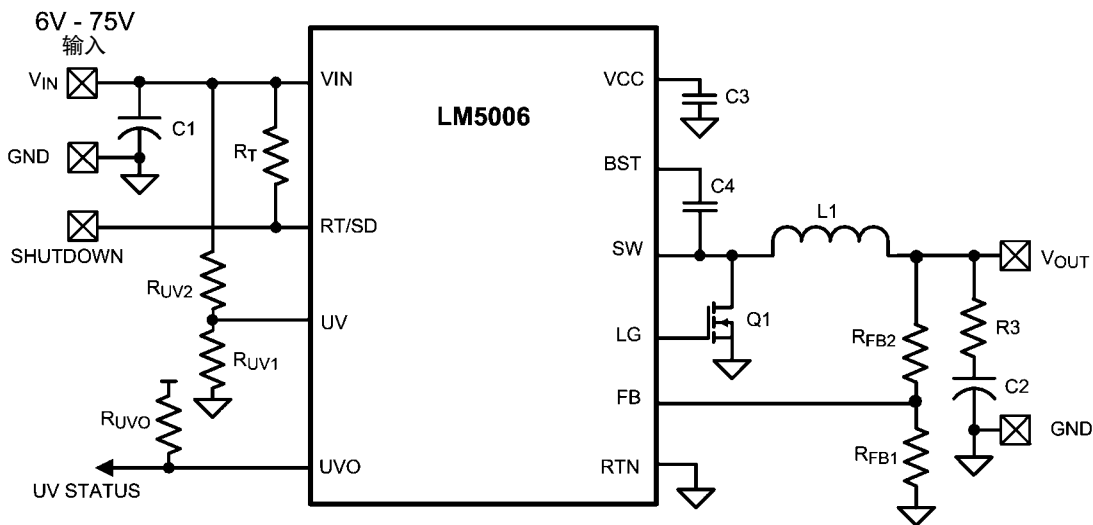 6V - 75V
输入
VIN
GND
SHUTDOWN
C1
RT
RUV2
RUV1
RUVO
UV STATUS
VIN
RT/SD
UV
UVO
LM5006
VCC
BST
SW
LG
FB
RTN
C3
C4
L1
Q1
RFB2
RFB1
R3
C2
VOUT
GND